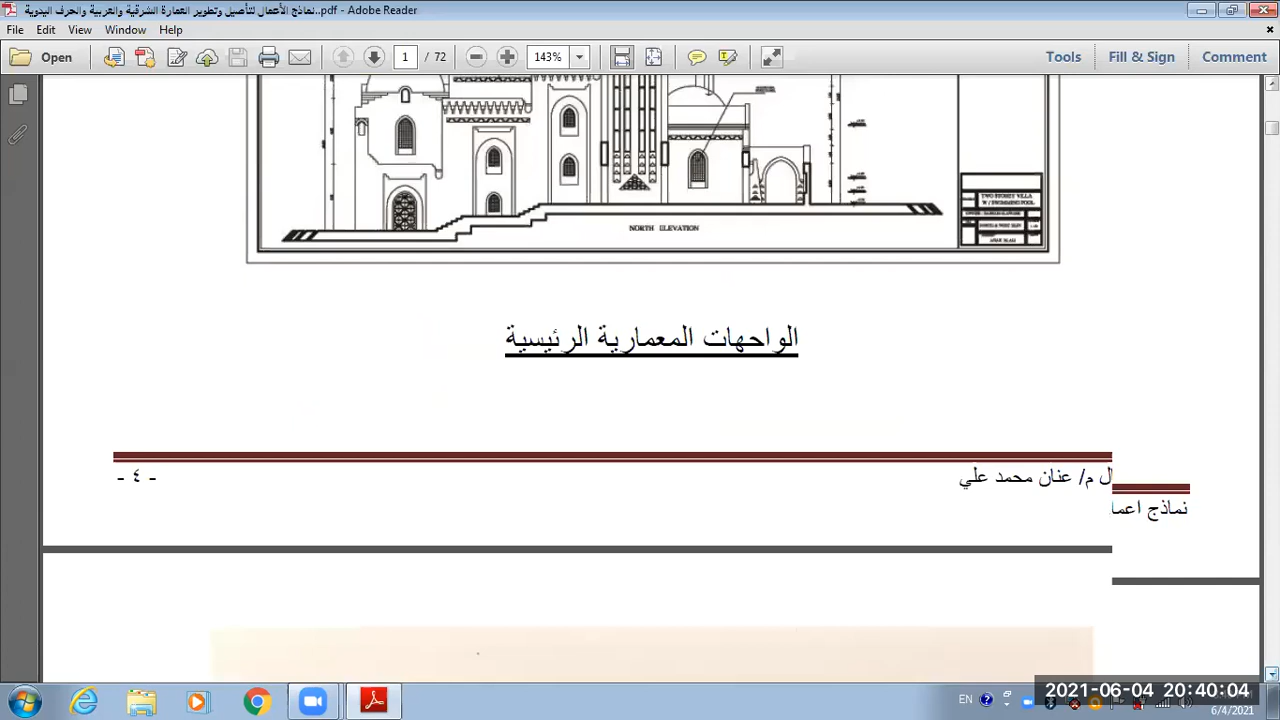 نماذج الأعمال لتأصيل وتطوير العمارة الشرقية والعربية والحرف اليدوية..pdf - Adobe Reader
File Edit View Window Help
Open 1 / 72 143% Tools Fill & Sign Comment
TWO STOREY VILLA
W / SWIMMING POOL
NORTH ELEVATION
الواجهات المعمارية الرئيسية
ل م/ عنان محمد علي
- ٤ -
نماذج اعما
EN
2021-06-04 20:40:04
6/4/2021